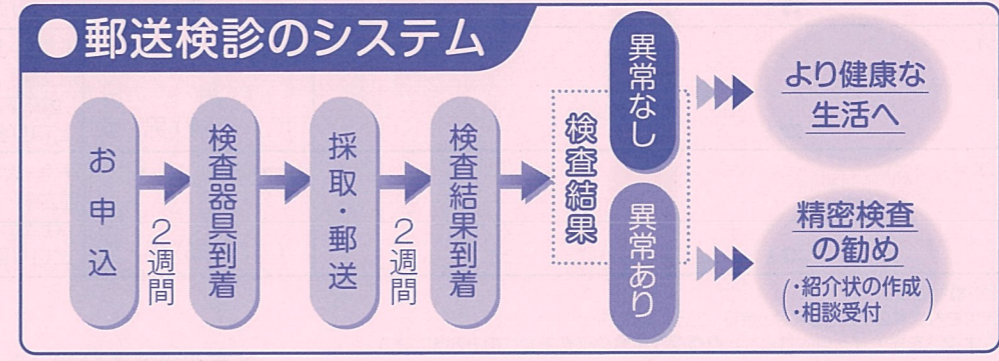 ●郵送検診のシステム
お申込
2週間
検査器具到着
採取・郵送
2週間
検査結果到着
検査結果
異常なし
より健康な
生活へ
異常あり
精密検査
の勧め
(・紹介状の作成
・相談受付)